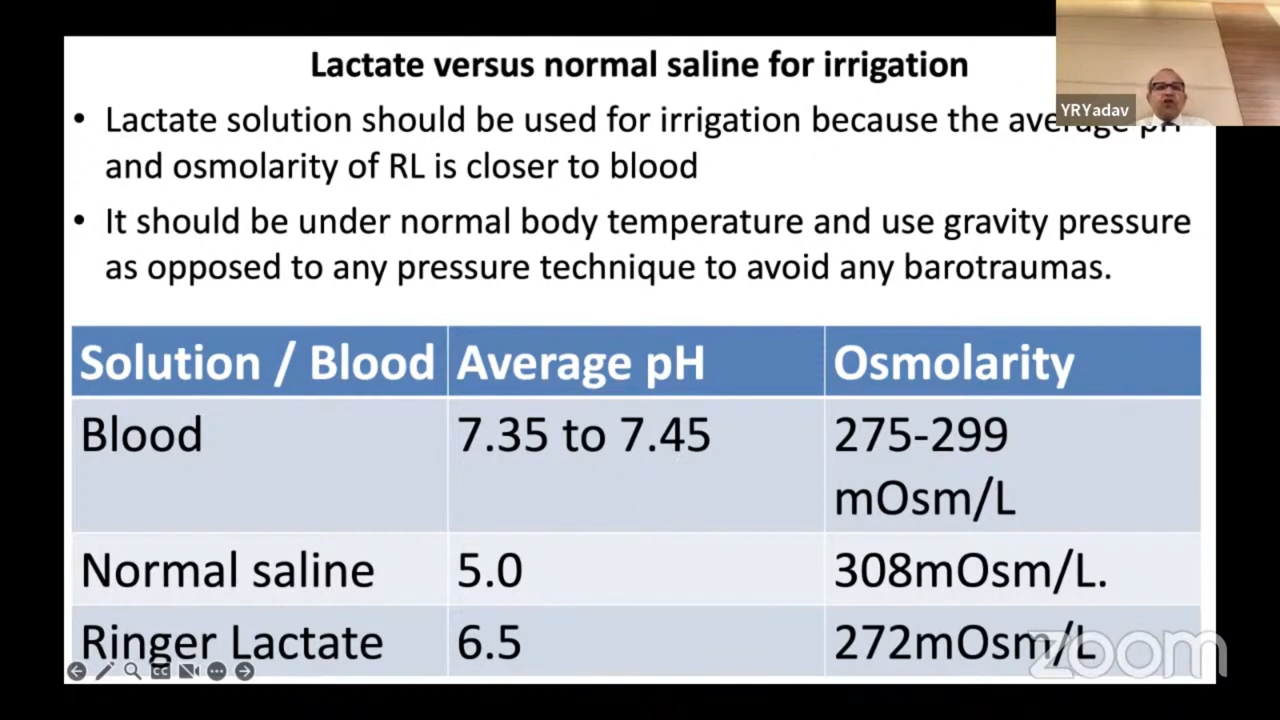 Lactate versus normal saline for irrigation
• Lactate solution should be used for irrigation because the average pH
and osmolarity of RL is closer to blood
• It should be under normal body temperature and use gravity pressure
as opposed to any pressure technique to avoid any barotraumas.
Solution / Blood Average pH Osmolarity
Blood 7.35 to 7.45 275-299
mOsm/L
Normal saline 5.0 308mOsm/L.
Ringer Lactate 6.5 272mOsm/L
YRYadav
CC
zoom